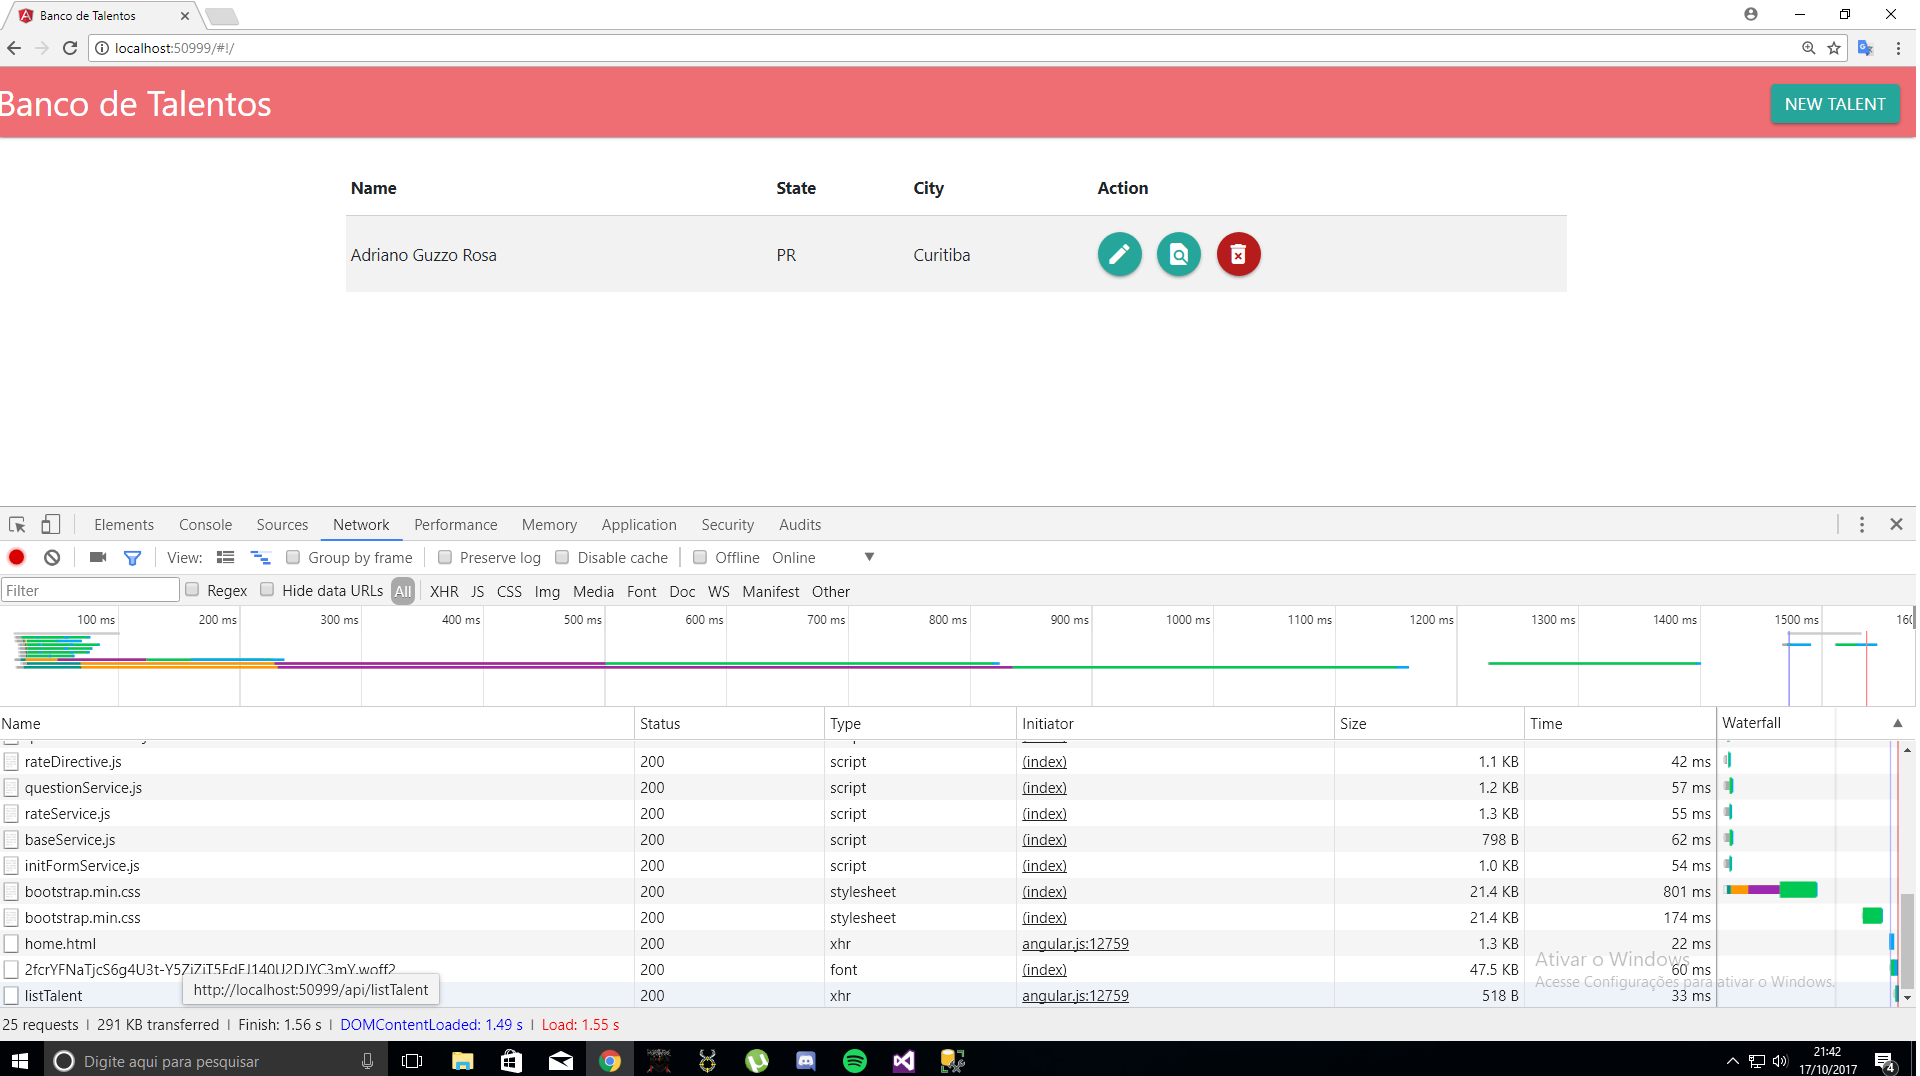 Banco de Talentos
localhost:50999/#!/
Banco de Talentos
NEW TALENT
Name State City Action
Adriano Guzzo Rosa PR Curitiba
Elements Console Sources Network Performance Memory Application Security Audits
View: Group by frame Preserve log Disable cache Offline Online
Filter Regex Hide data URLs All XHR JS CSS Img Media Font Doc WS Manifest Other
100 ms 200 ms 300 ms 400 ms 500 ms 600 ms 700 ms 800 ms 900 ms 1000 ms 1100 ms 1200 ms 1300 ms 1400 ms 1500 ms
Name Status Type Initiator Size Time Waterfall
rateDirective.js 200 script (index) 1.1 KB 42 ms
questionService.js 200 script (index) 1.2 KB 57 ms
rateService.js 200 script (index) 1.3 KB 55 ms
baseService.js 200 script (index) 798 B 62 ms
initFormService.js 200 script (index) 1.0 KB 54 ms
bootstrap.min.css 200 stylesheet (index) 21.4 KB 801 ms
bootstrap.min.css 200 stylesheet (index) 21.4 KB 174 ms
home.html 200 xhr angular.js:12759 1.3 KB 22 ms
200 font (index) 47.5 KB 60 ms
Ativar o Windows
Acesse Configurações para ativar o Windows.
http://localhost:50999/api/listTalent
listTalent 200 xhr angular.js:12759 518 B 33 ms
25 requests | 291 KB transferred | Finish: 1.56 s | DOMContentLoaded: 1.49 s | Load: 1.55 s
Digite aqui para pesquisar
21:42
17/10/2017
4